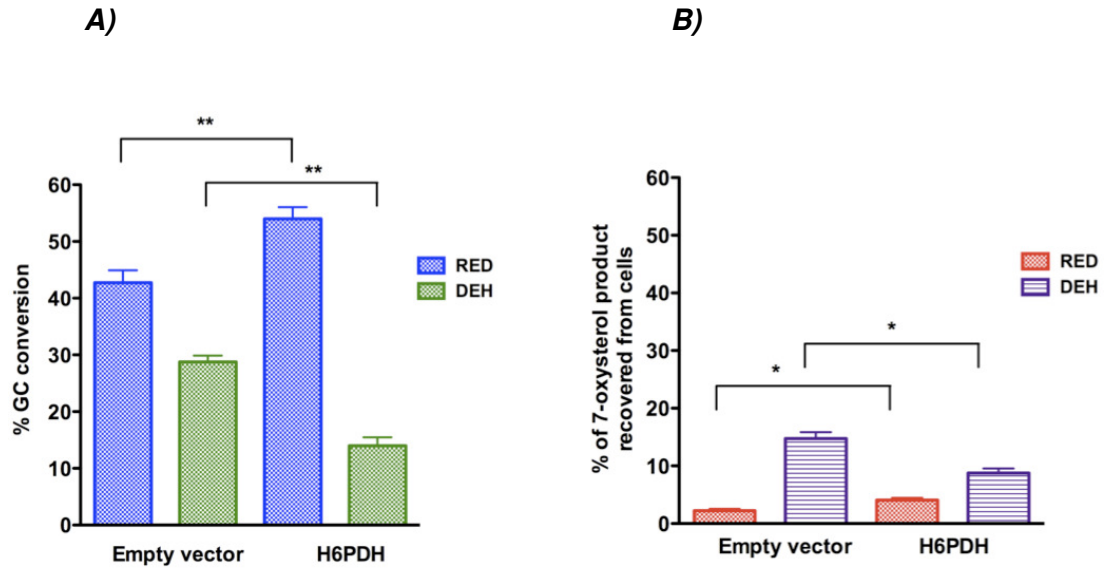 A)
B)
**
**
% GC conversion
60
50
40
30
20
10
0
RED
DEH
Empty vector
H6PDH
% of 7-oxysterol product
recovered from cells
60
50
40
30
20
10
0
*
*
RED
DEH
Empty vector
H6PDH